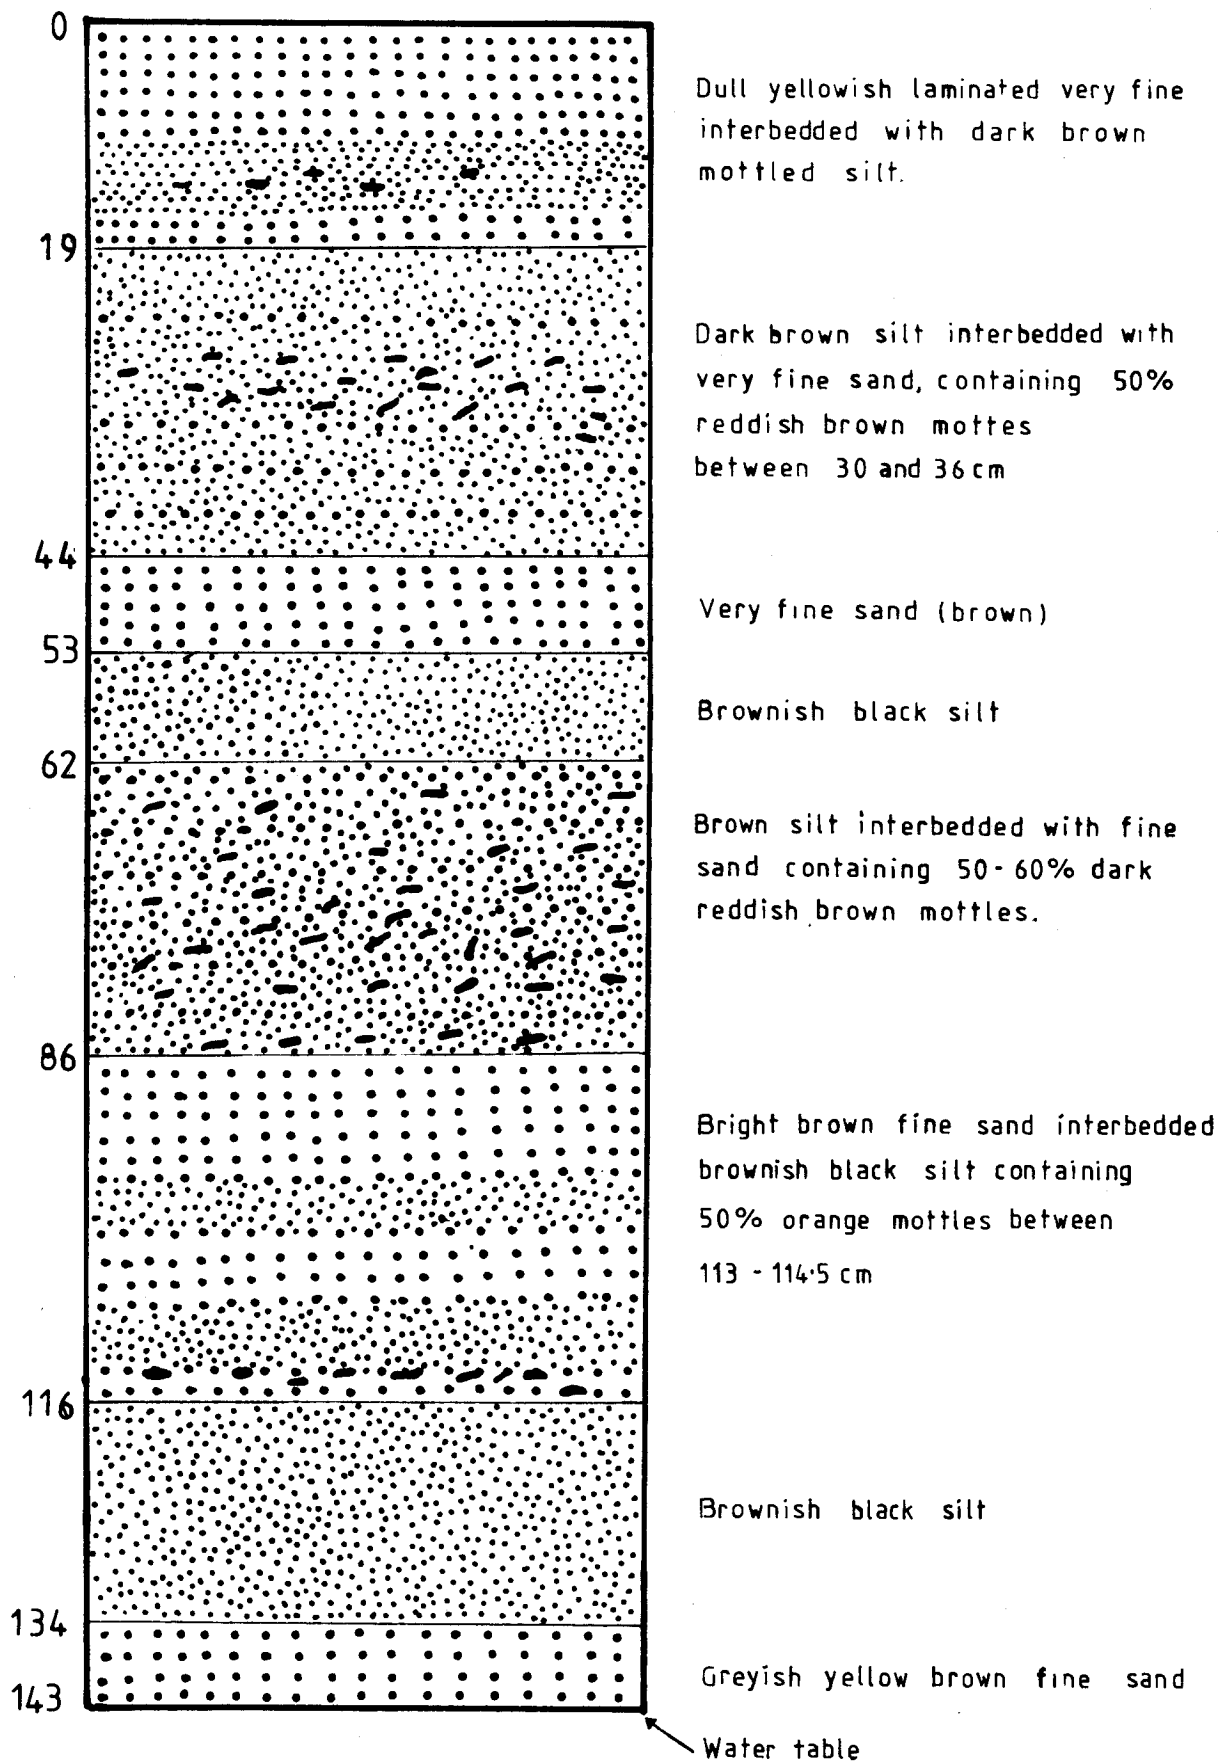 0
Dull yellowish laminated very fine
interbedded with dark brown
mottled silt.
19
Dark brown silt interbedded with
very fine sand, containing 50%
reddish brown mottes
between 30 and 36 cm
44
Very fine sand (brown)
53
Brownish black silt
62
Brown silt interbedded with fine
sand containing 50-60% dark
reddish brown mottles.
86
Bright brown fine sand interbedded
brownish black silt containing
50% orange mottles between
113 - 114·5 cm
116
Brownish black silt
134
Greyish yellow brown fine sand
143
Water table